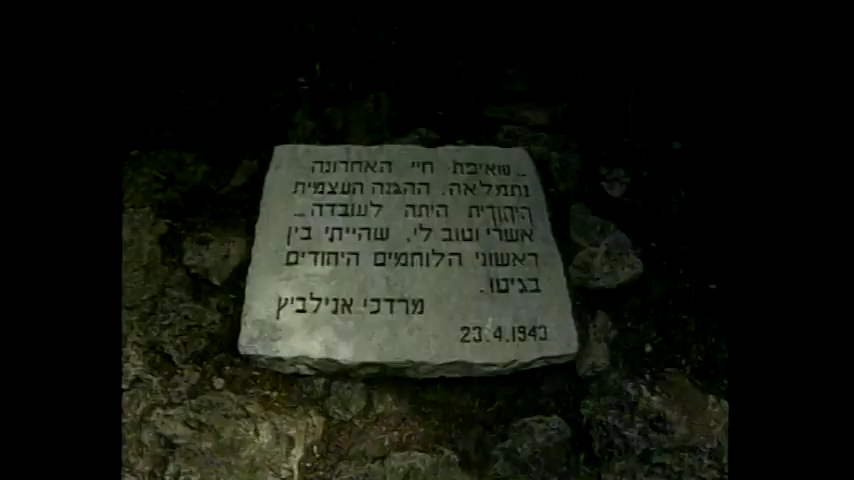 ... שאיפת חיי האחרונה
נתמלאה. ההגנה העצמית
היהודית היתה לעובדה...
אשרי וטוב לי, שהייתי בין
ראשוני הלוחמים היהודים
בגיטו.
מרדכי אנילביץ
23.4.1943